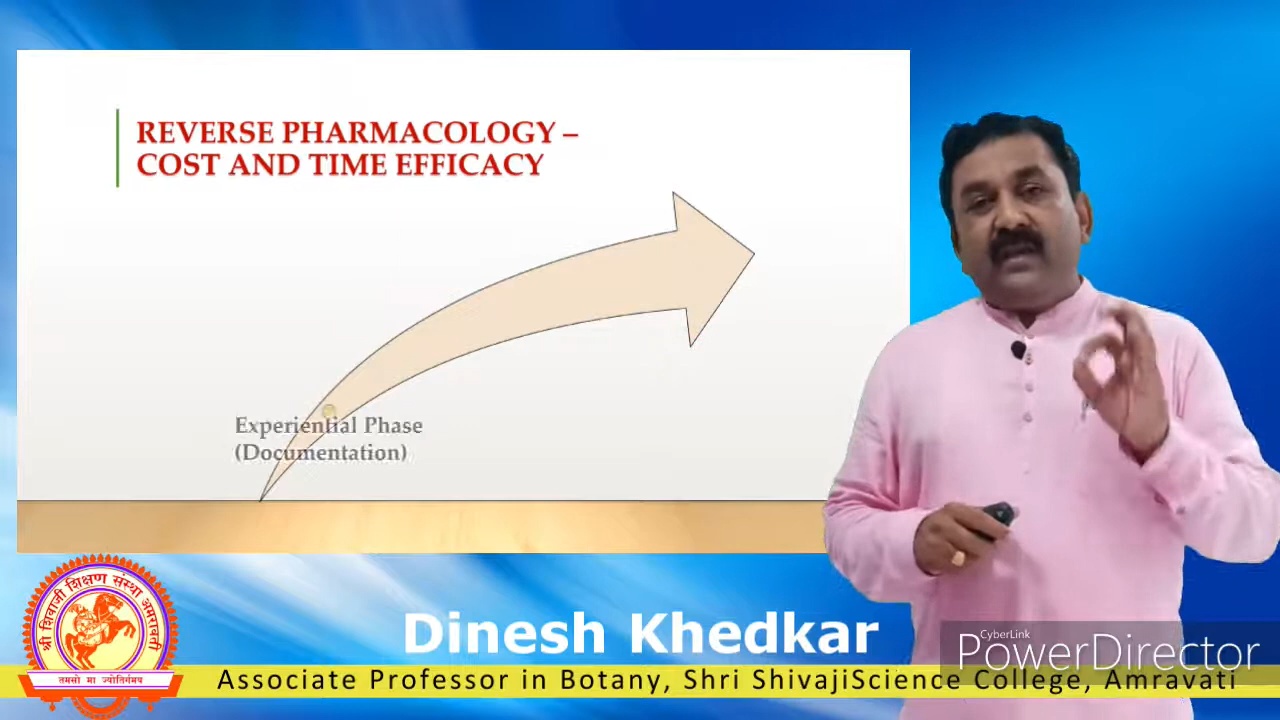 REVERSE PHARMACOLOGY –
COST AND TIME EFFICACY
Experiential Phase
(Documentation)
श्री शिवाजी शिक्षण संस्था अमरावती
तमसो मा ज्योतिर्गमय
Dinesh Khedkar
CyberLink
PowerDirector
Associate Professor in Botany, Shri ShivajiScience College, Amravati